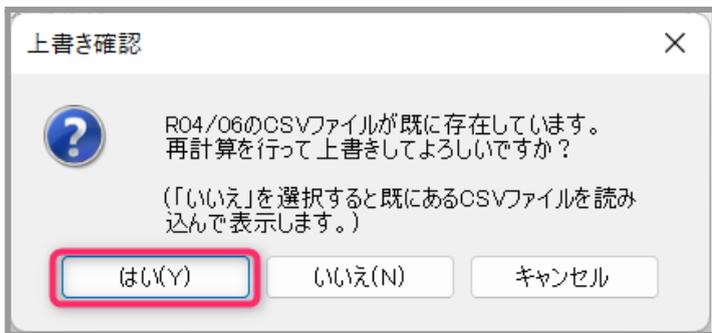 上書き確認
R04/06のCSVファイルが既に存在しています。
再計算を行って上書きしてよろしいですか？
(「いいえ」を選択すると既にあるCSVファイルを読み
込んで表示します。)
はい(Y)
いいえ(N)
キャンセル